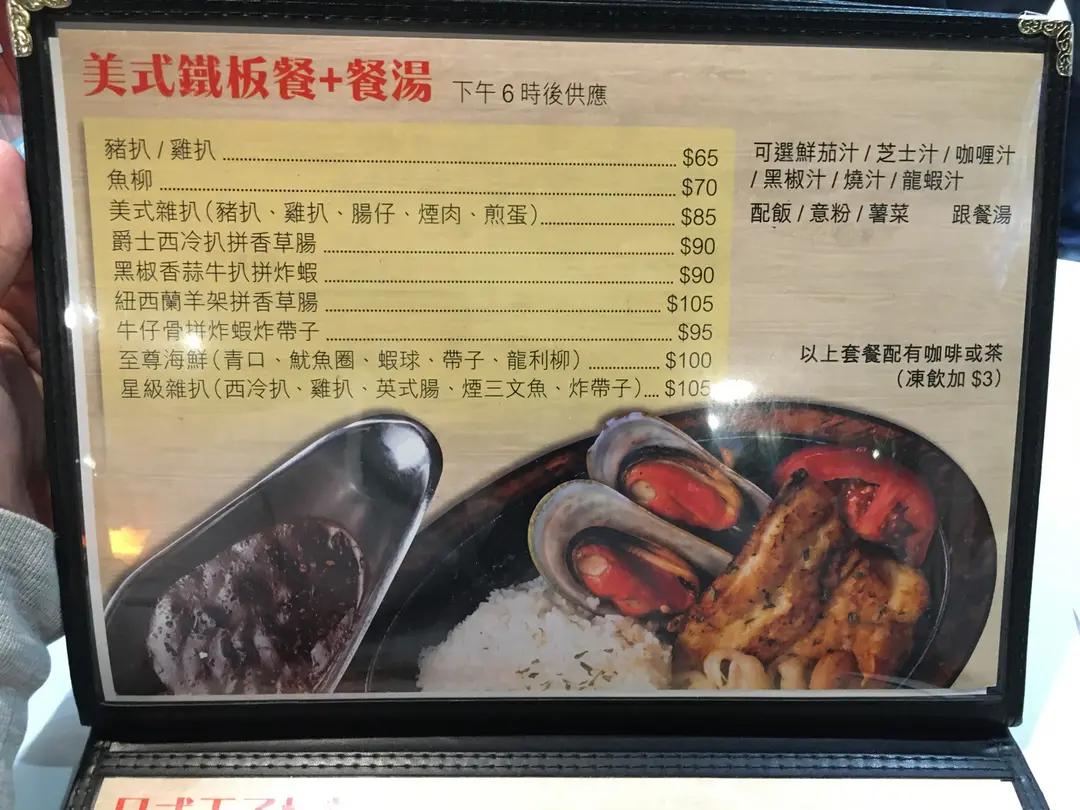 美式鐵板餐+餐湯 下午6時後供應
豬扒 / 雞扒 $65
魚柳 $70
美式雜扒(豬扒、雞扒、腸仔、煙肉、煎蛋) $85
爵士西冷扒拼香草腸 $90
黑椒香蒜牛扒拼炸蝦 $90
紐西蘭羊架拼香草腸 $105
牛仔骨拼炸蝦炸帶子 $95
至尊海鮮(青口、魷魚圈、蝦球、帶子、龍利柳) $100
星級雜扒(西冷扒、雞扒、英式腸、煙三文魚、炸帶子) $105
可選鮮茄汁 / 芝士汁 / 咖喱汁
/ 黑椒汁 / 燒汁 / 龍蝦汁
配飯 / 意粉 / 薯菜 跟餐湯
以上套餐配有咖啡或茶
(凍飲加 $3)